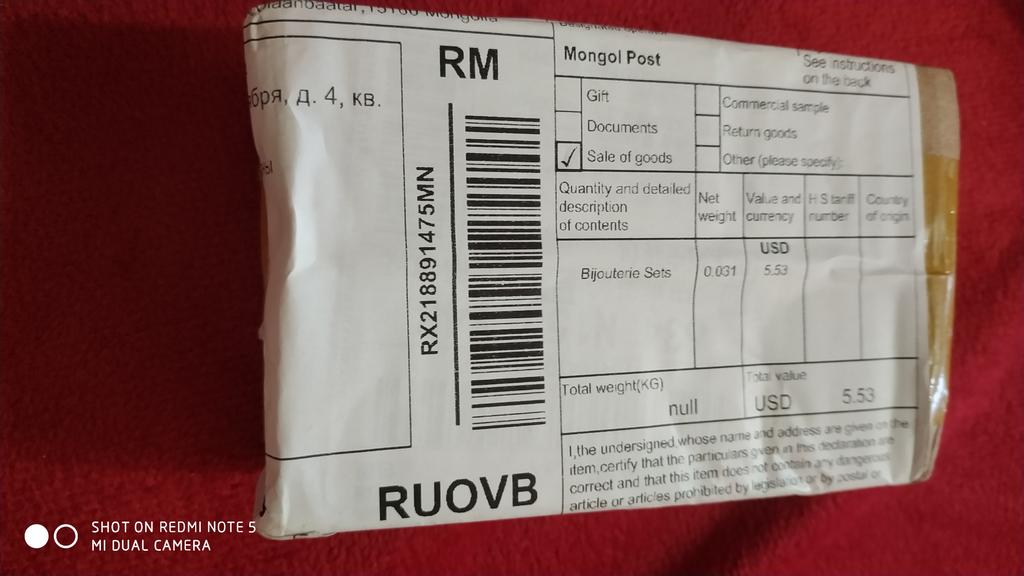 Ulaanbaatar, 15160 Mongolia
бря, д. 4, кв.
RM
RX218891475MN
RUOVB
Mongol Post
See instructions
on the back
Gift
Commercial sample
Documents
Return goods
✓ Sale of goods
Other (please specify):
Quantity and detailed
description
of contents
Net
weight
Value and
currency
H S tariff
number
Country
of origin
USD
Bijouterie Sets 0.031 5.53
Total weight(KG)
null
Total value
USD 5.53
I,the undersigned whose name and address are given on the
item,certify that the particulars given in this declaration are
correct and that this item does not contain any dangerous
article or articles prohibited by legislation or by postal or
SHOT ON REDMI NOTE 5
MI DUAL CAMERA